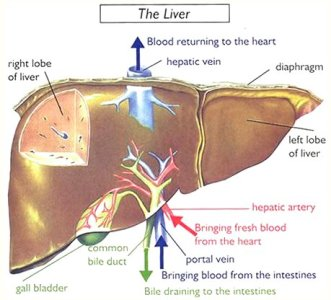 The Liver
Blood returning to the heart
hepatic vein
diaphragm
right lobe
of liver
left lobe
of liver
hepatic artery
Bringing fresh blood
from the heart
common
bile duct
portal vein
Bringing blood from the intestines
gall bladder
Bile draining to the intestines